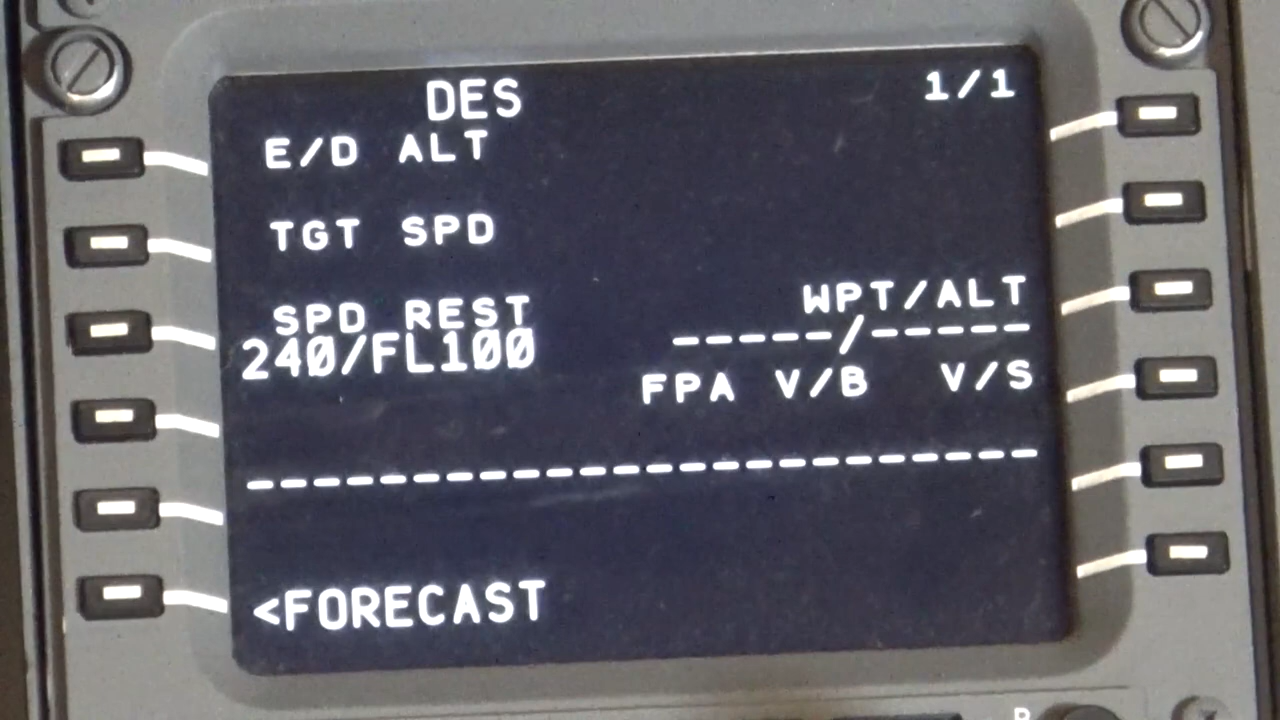 DES 1/1
E/D ALT
TGT SPD
SPD REST WPT/ALT
240/FL100 -----/-----
FPA V/B V/S
------------------------
<FORECAST